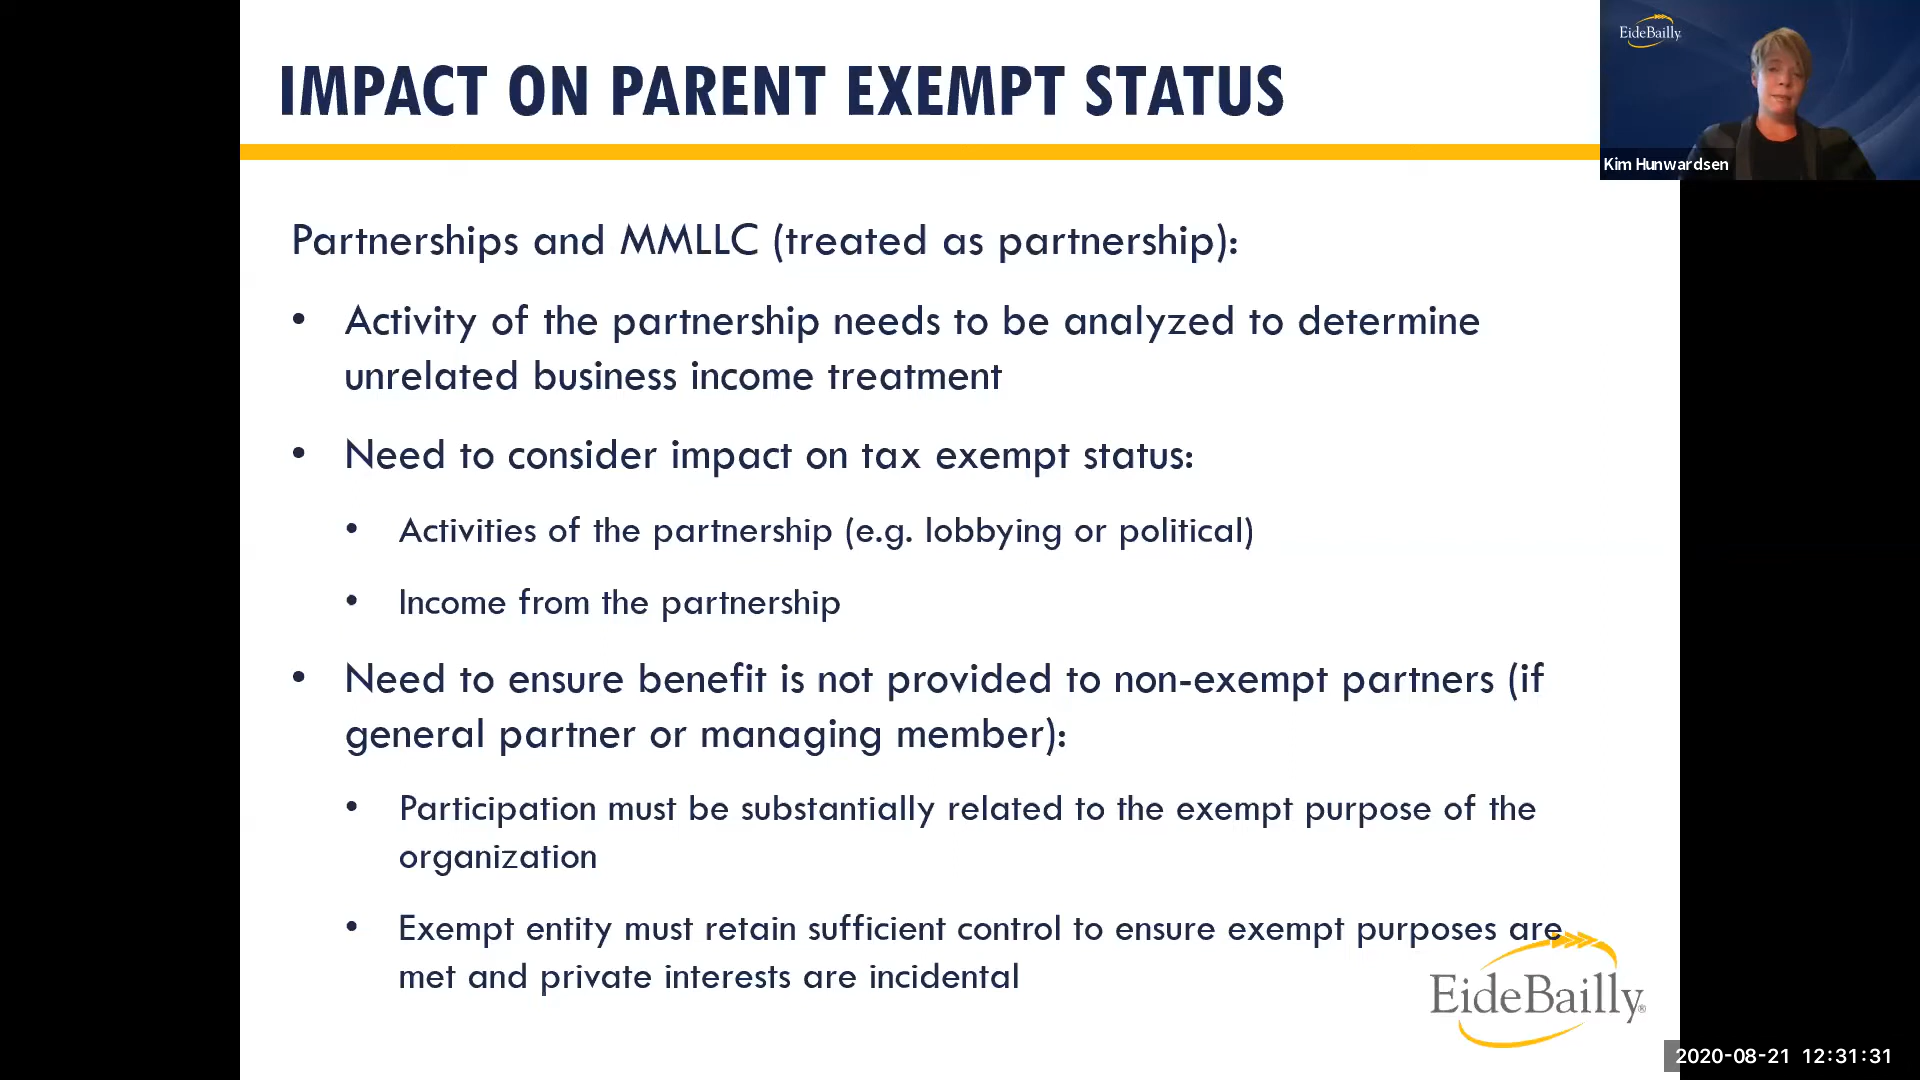 IMPACT ON PARENT EXEMPT STATUS
EideBailly
Kim Hunwardsen
Partnerships and MMLLC (treated as partnership):
• Activity of the partnership needs to be analyzed to determine
unrelated business income treatment
• Need to consider impact on tax exempt status:
• Activities of the partnership (e.g. lobbying or political)
• Income from the partnership
• Need to ensure benefit is not provided to non-exempt partners (if
general partner or managing member):
• Participation must be substantially related to the exempt purpose of the
organization
• Exempt entity must retain sufficient control to ensure exempt purposes are
met and private interests are incidental
EideBailly®
2020-08-21 12:31:31